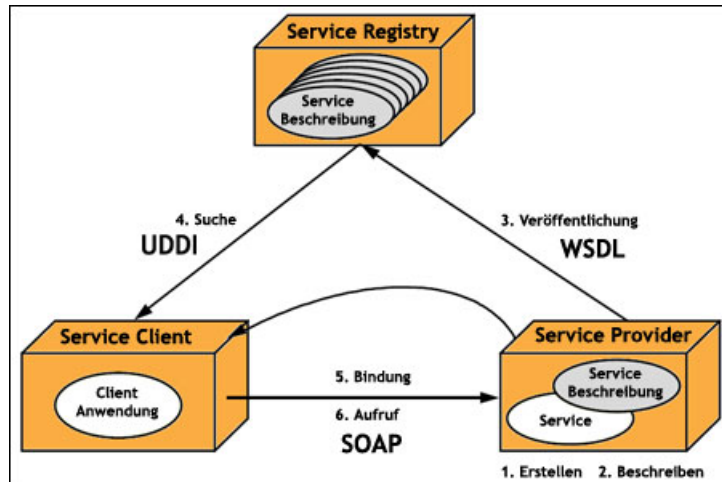 Service Registry
Service
Beschreibung
4. Suche
UDDI
3. Veröffentlichung
WSDL
Service Client
Client
Anwendung
5. Bindung
6. Aufruf
SOAP
Service Provider
Service
Beschreibung
Service
1. Erstellen 2. Beschreiben